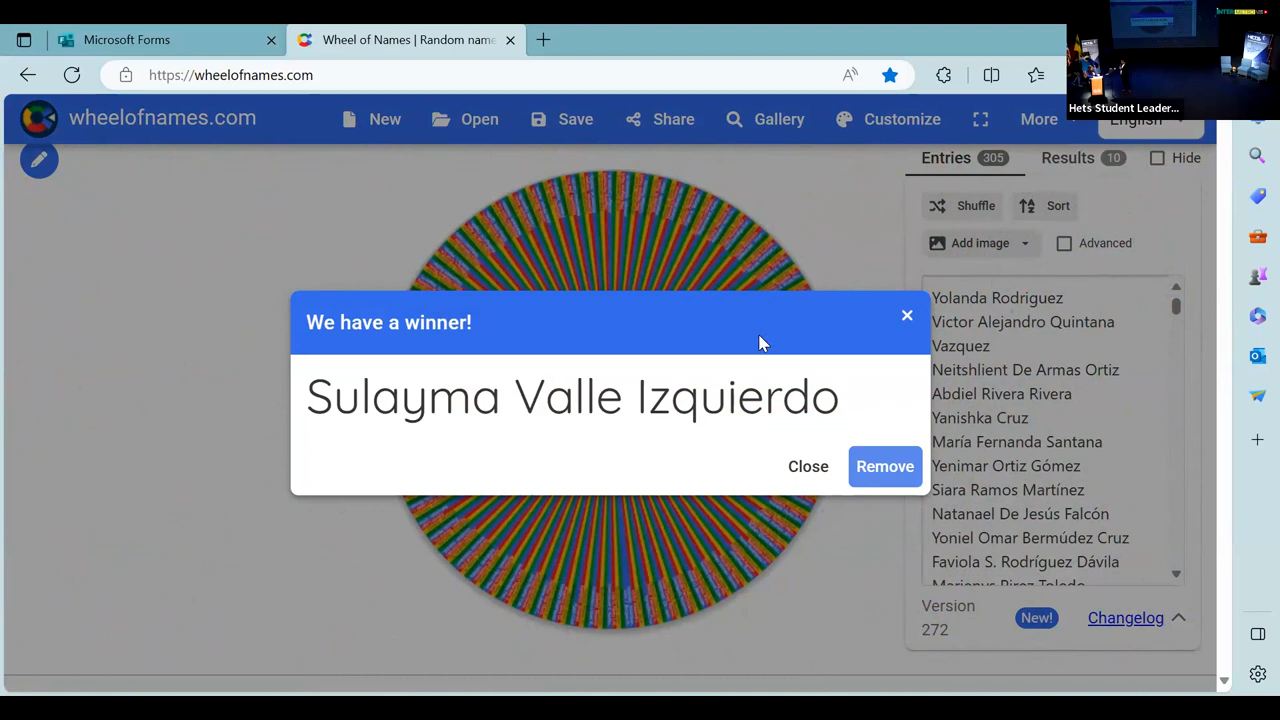 INTER METRO
Microsoft Forms
Wheel of Names | Random name
https://wheelofnames.com
HETS
Hets Student Leader...
wheelofnames.com
New
Open
Save
Share
Gallery
Customize
More
English
Entries 305
Results 10
Hide
Shuffle
Sort
Add image
Advanced
Yolanda Rodriguez
Victor Alejandro Quintana
Vazquez
Neitshlient De Armas Ortiz
Abdiel Rivera Rivera
Yanishka Cruz
María Fernanda Santana
Yenimar Ortiz Gómez
Siara Ramos Martínez
Natanael De Jesús Falcón
Yoniel Omar Bermúdez Cruz
Faviola S. Rodríguez Dávila
We have a winner!
Sulayma Valle Izquierdo
Close
Remove
Version
272
New!
Changelog